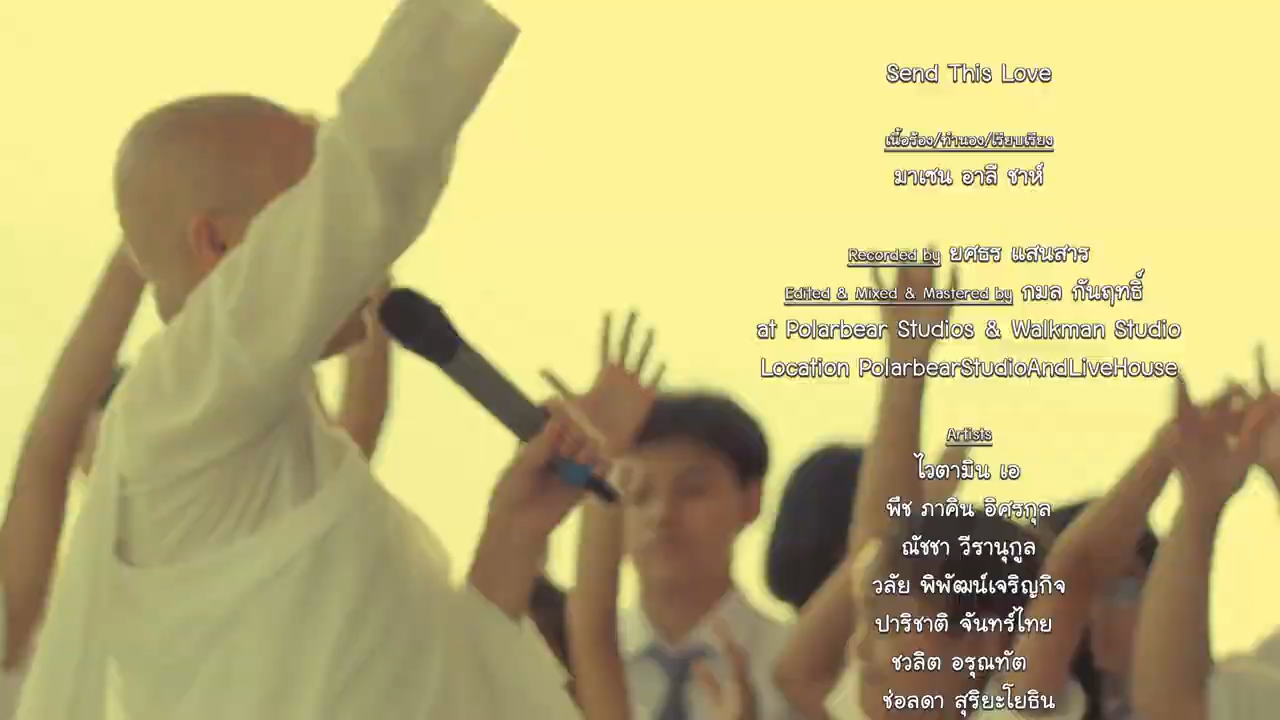 Send This Love
เนื้อร้อง/ทำนอง/เรียบเรียง
มาเซน อาลี ชาห์
Recorded by ยศธร แสนสาร
Edited & Mixed & Mastered by กมล กันฤทธิ์
at Polarbear Studios & Walkman Studio
Location PolarbearStudioAndLiveHouse
Artists
ไวตามิน เอ
พีช ภาคิน อิศรกุล
ณัชชา วีรานุกูล
วลัย พิพัฒน์เจริญกิจ
ปาริชาติ จันทร์ไทย
ชวลิต อรุณทัต
ช่อลดา สุริยะโยธิน